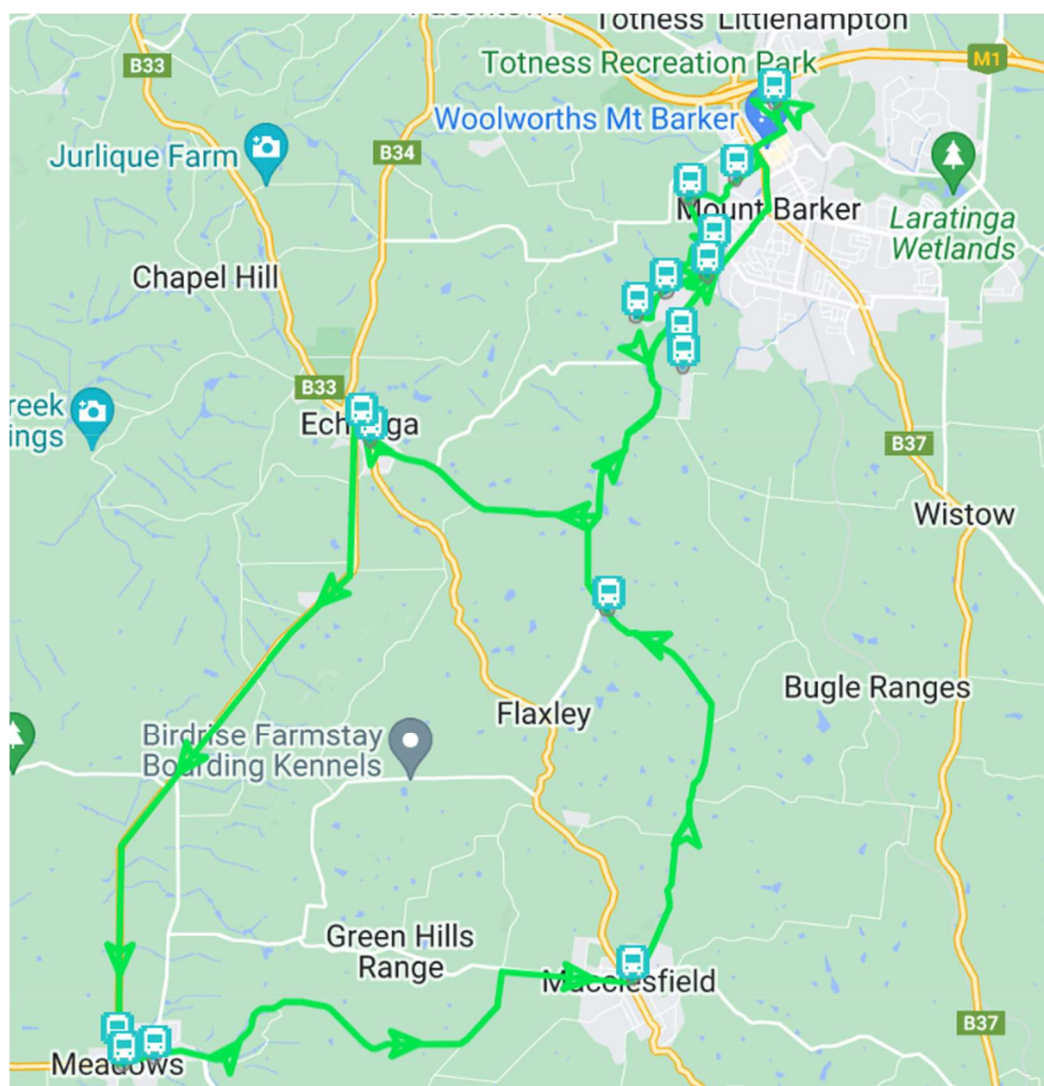 Totness
Littlehampton
B33
M1
Totness Recreation Park
Woolworths Mt Barker
Jurlique Farm
B34
Mount Barker
Laratinga
Wetlands
Chapel Hill
B33
B37
Wistow
Flaxley
Bugle Ranges
Birdrise Farmstay
Boarding Kennels
Green Hills
Range
Macclesfield
B37
Meadows